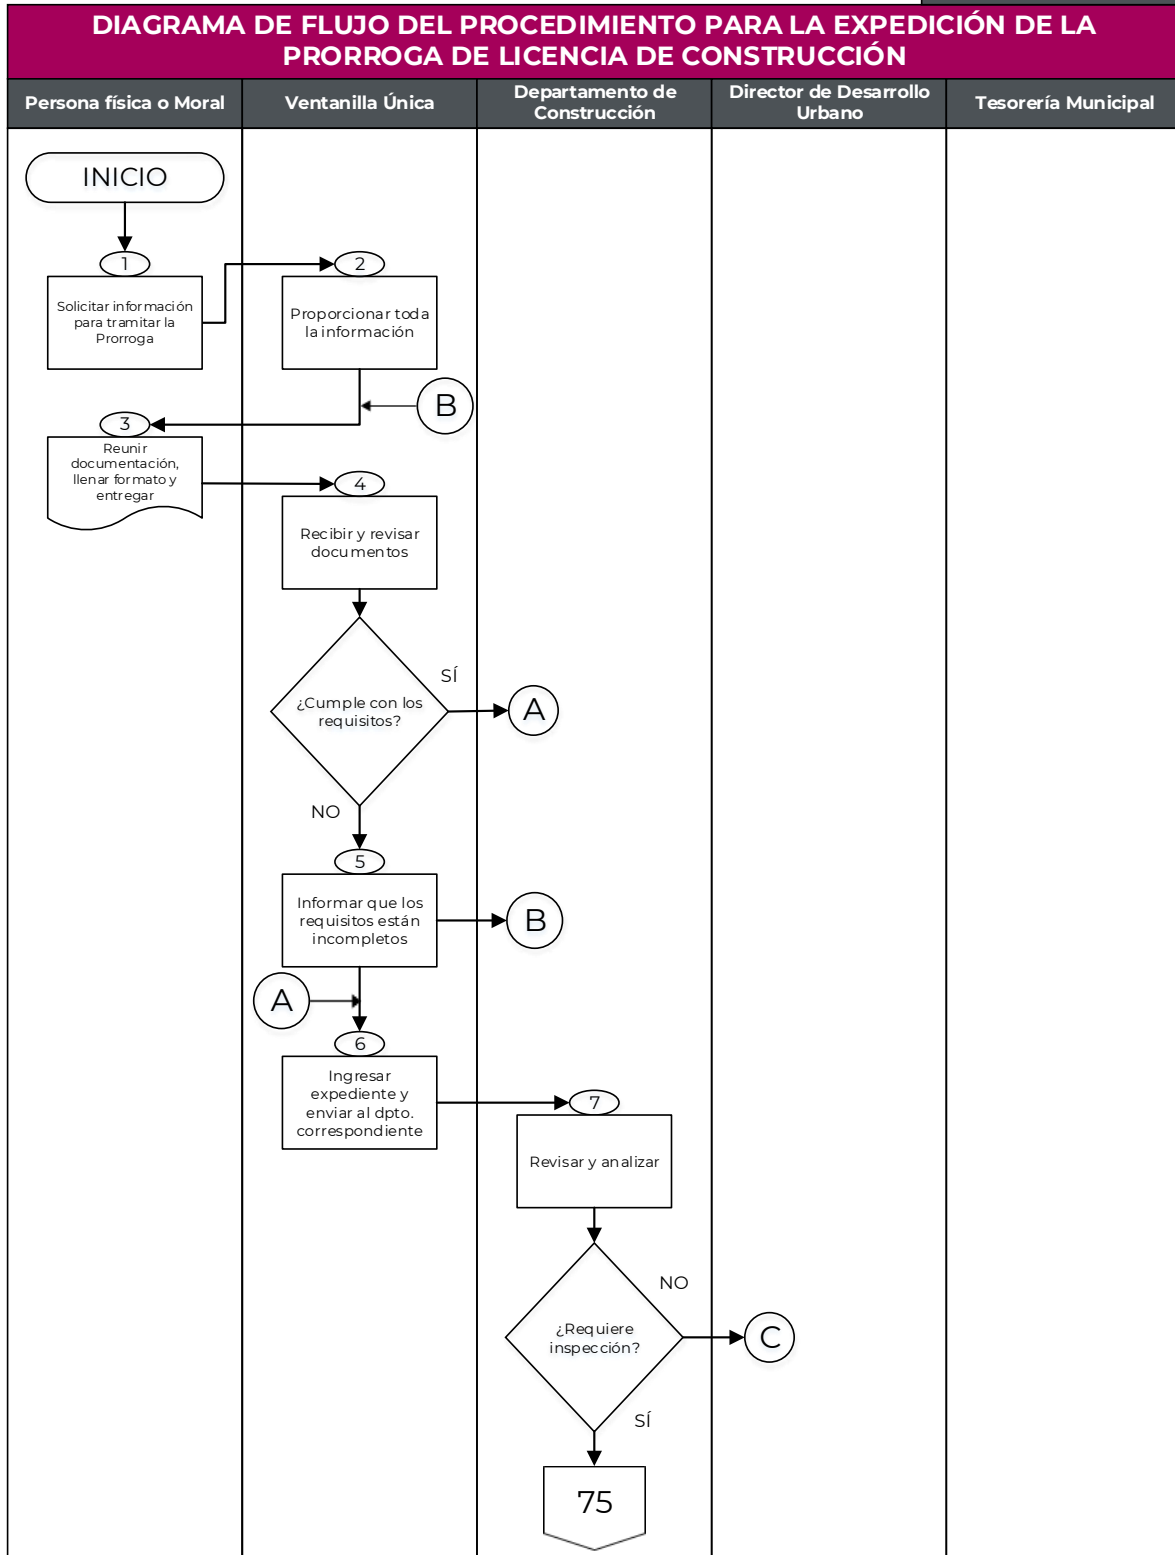 DIAGRAMA DE FLUJO DEL PROCEDIMIENTO PARA LA EXPEDICIÓN DE LA
PRORROGA DE LICENCIA DE CONSTRUCCIÓN
Persona física o Moral
Ventanilla Única
Departamento de
Construcción
Director de Desarrollo
Urbano
Tesorería Municipal
INICIO
1
Solicitar información
para tramitar la
Prorroga
2
Proporcionar toda
la información
B
3
Reunir
documentación,
llenar formato y
entregar
4
Recibir y revisar
documentos
¿Cumple con los
requisitos?
SÍ
A
NO
5
Informar que los
requisitos están
incompletos
B
A
6
Ingresar
expediente y
enviar al dpto.
correspondiente
7
Revisar y analizar
¿Requiere
inspección?
NO
C
SÍ
75